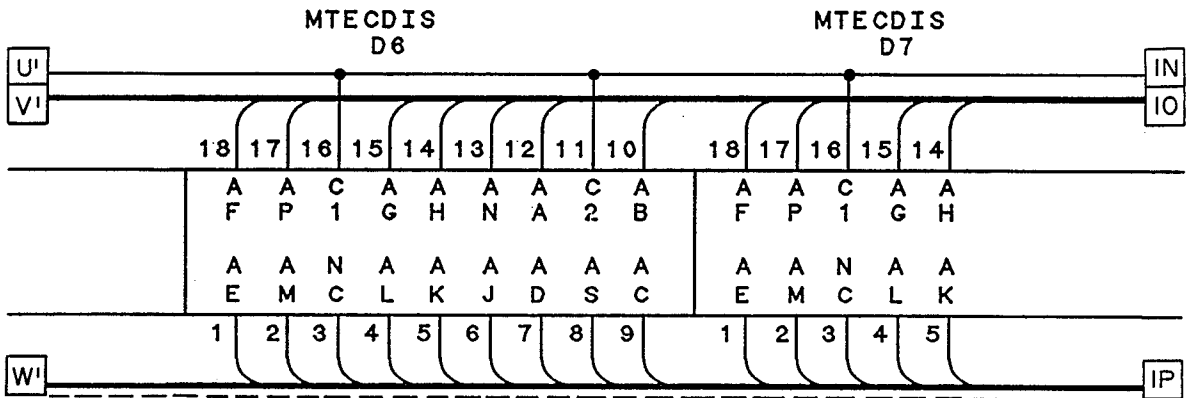 MTECDIS MTECDIS
D6 D7
U' IN
V' IO
18 17 16 15 14 13 12 11 10 18 17 16 15 14
A A C A A A A C A A A C A A
F P 1 G H N A 2 B F P 1 G H
A A N A A A A A A A A N A A
E M C L K J D S C E M C L K
1 2 3 4 5 6 7 8 9 1 2 3 4 5
W' IP